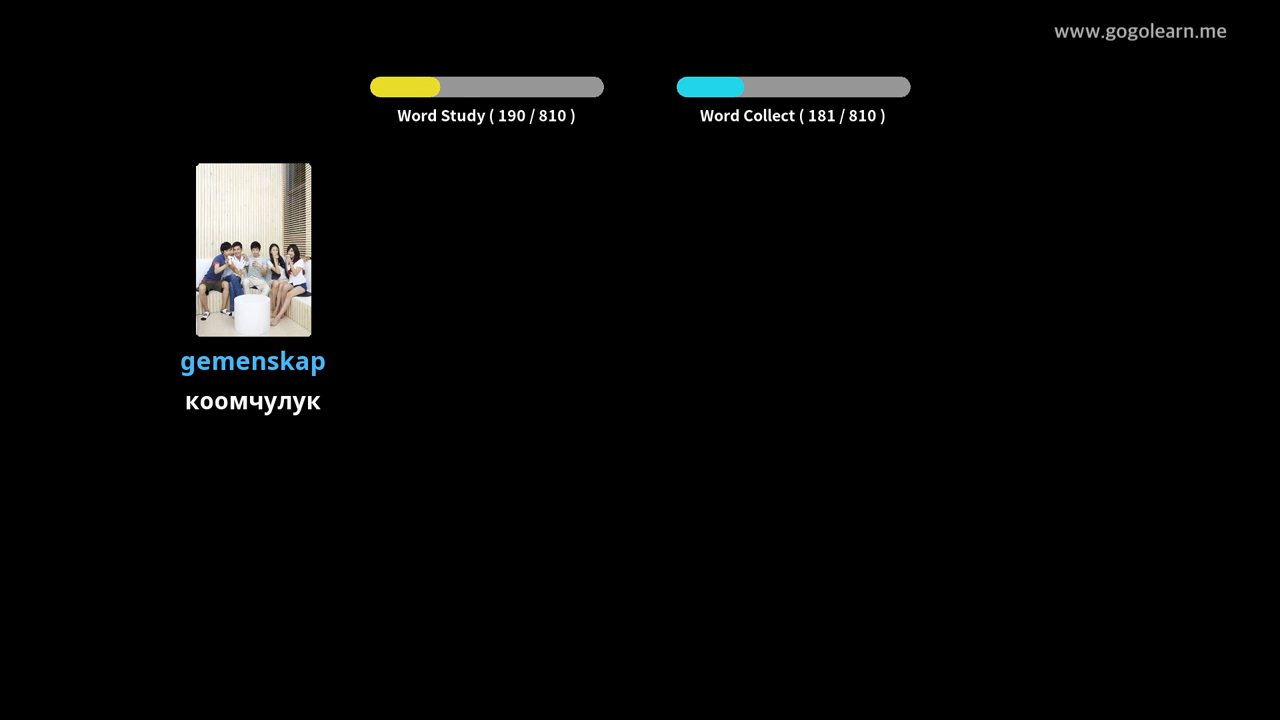 www.gogolearn.me
Word Study ( 190 / 810 )
Word Collect ( 181 / 810 )
gemenskap
коомчулук